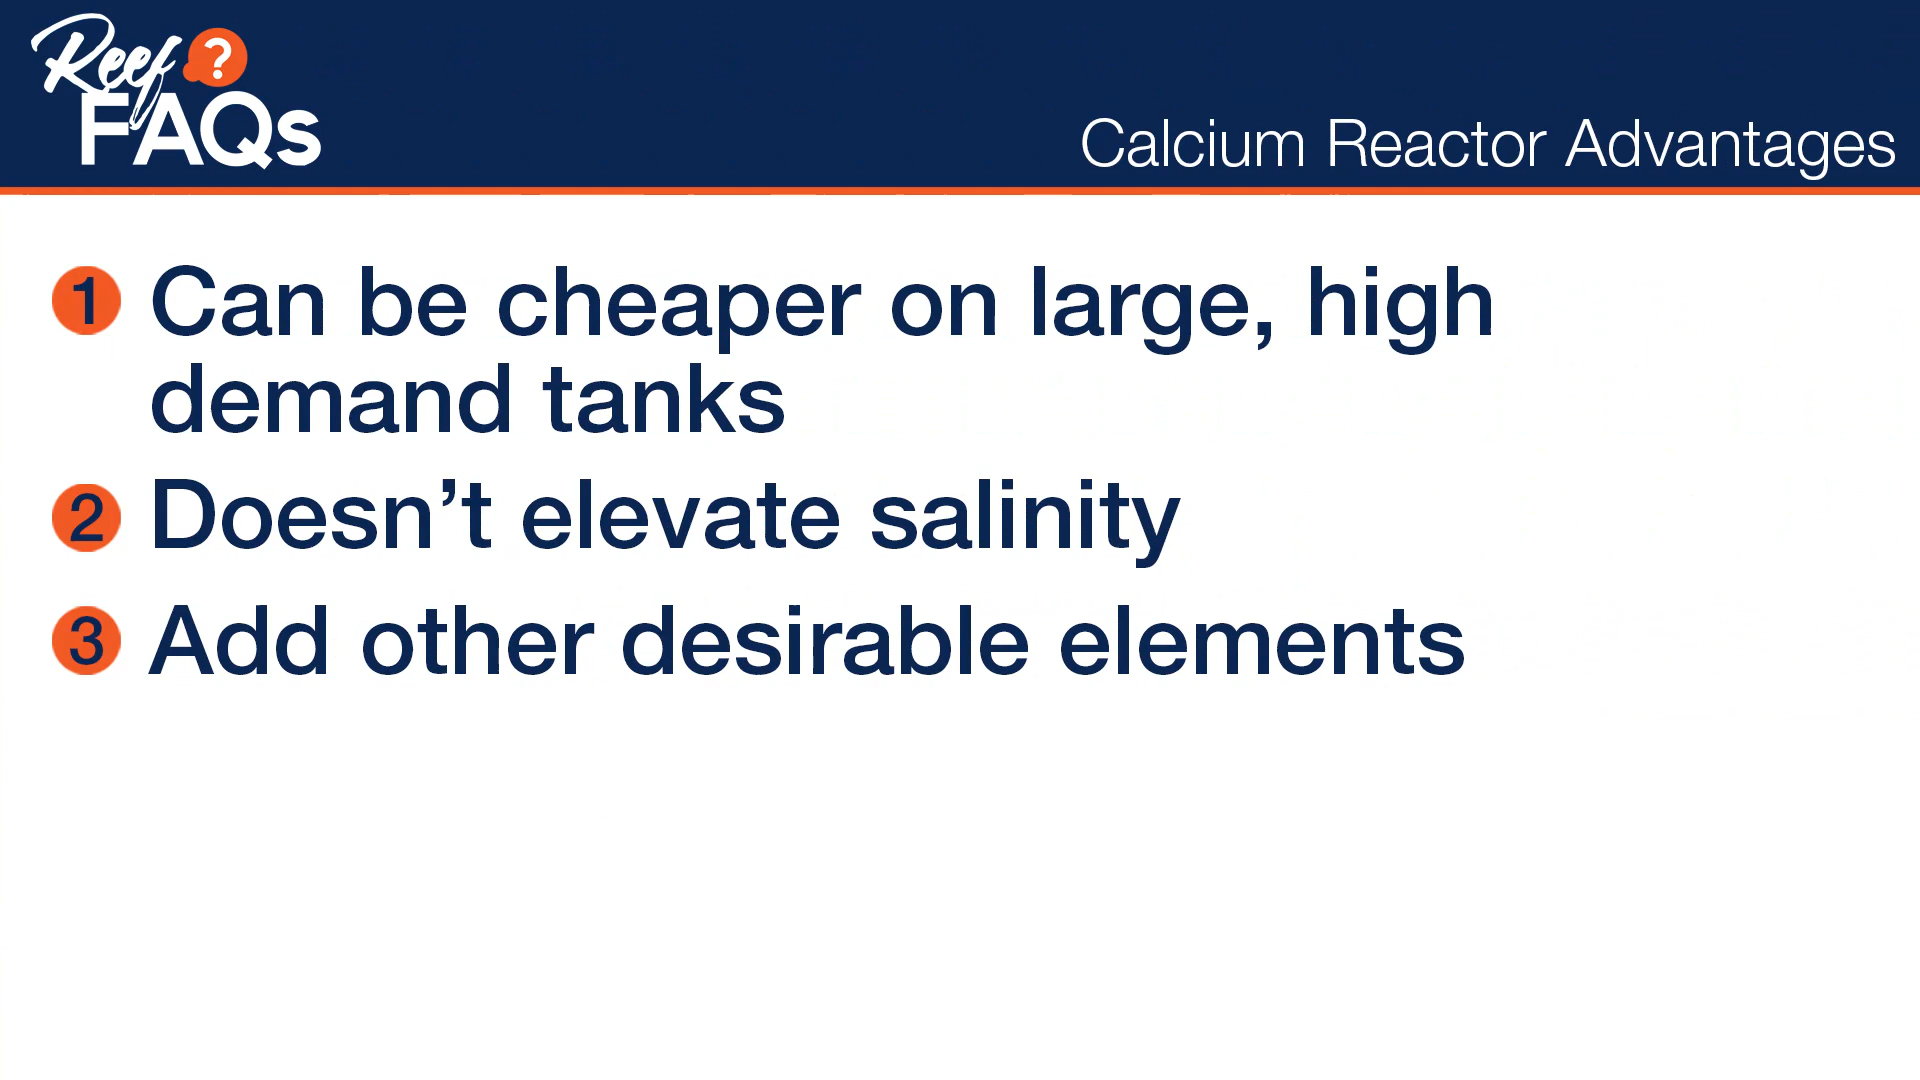 Reef ?
FAQs
Calcium Reactor Advantages
1 Can be cheaper on large, high
demand tanks
2 Doesn’t elevate salinity
3 Add other desirable elements